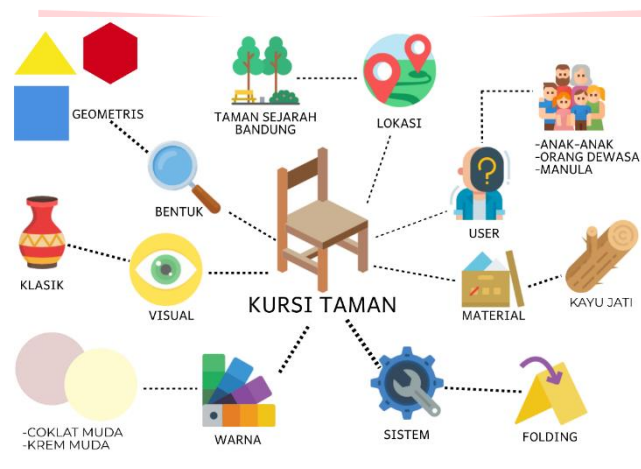 GEOMETRIS
TAMAN SEJARAH
BANDUNG
LOKASI
-ANAK-ANAK
-ORANG DEWASA
-MANULA
BENTUK
USER
KLASIK
VISUAL
KURSI TAMAN
MATERIAL
KAYU JATI
-COKLAT MUDA
-KREM MUDA
WARNA
SISTEM
FOLDING